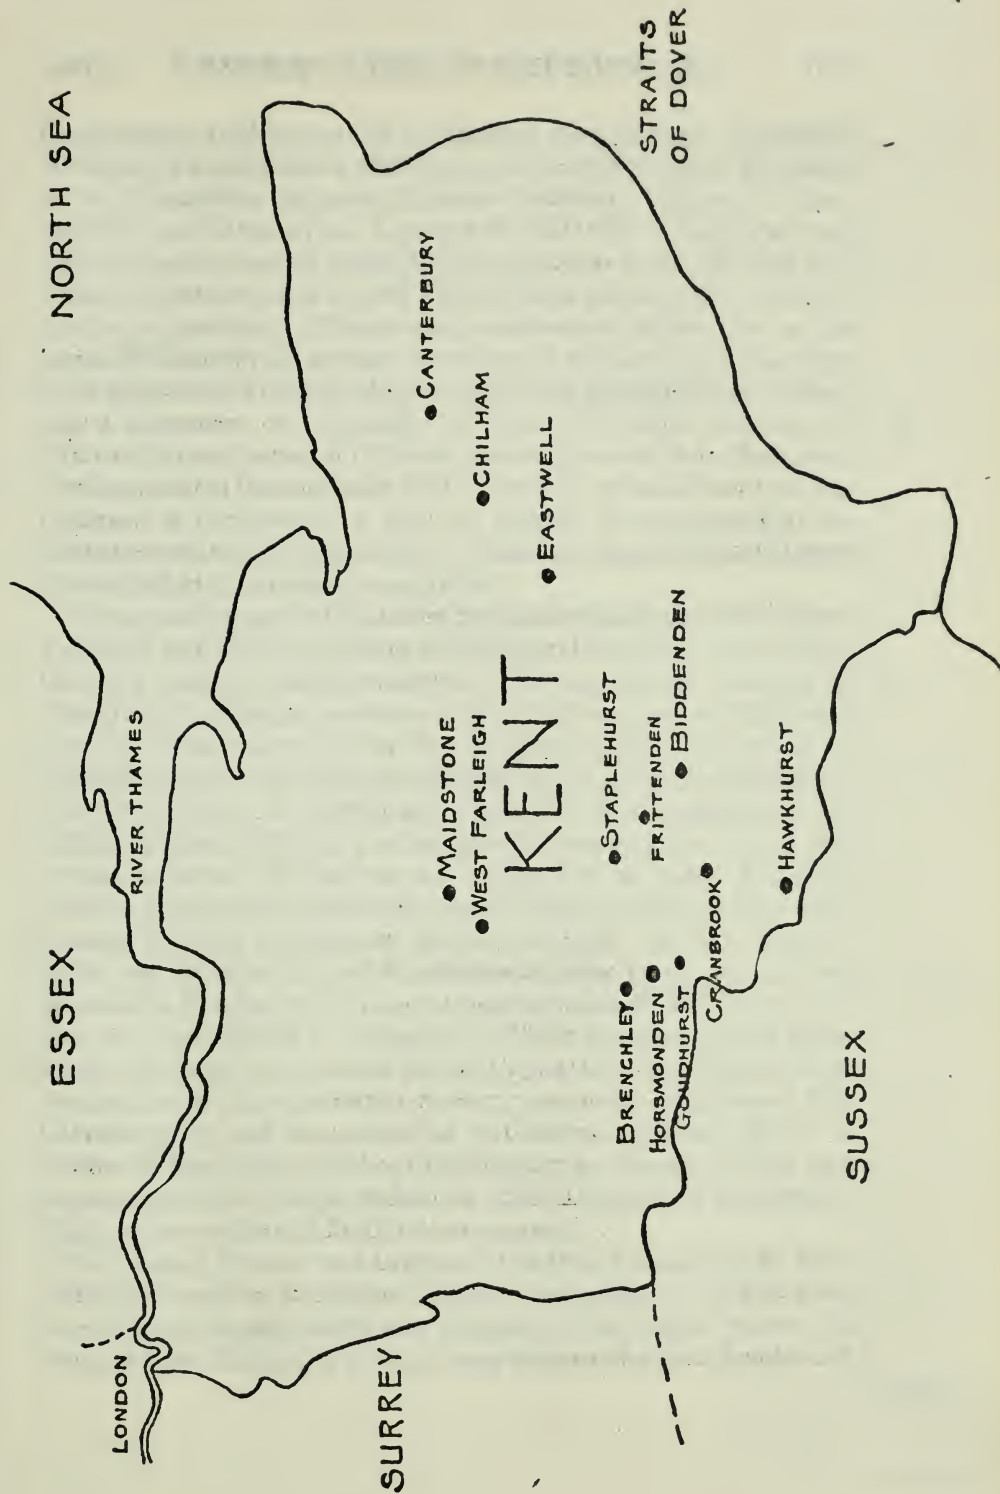 NORTH SEA
ESSEX
RIVER THAMES
LONDON
STRAITS
OF DOVER
CANTERBURY
CHILHAM
EASTWELL
MAIDSTONE
WEST FARLEIGH
KENT
STAPLEHURST
FRITTENDEN
BIDDENDEN
BRENCHLEY
HORSMONDEN
GOUDHURST
CRANBROOK
HAWKHURST
SURREY
SUSSEX